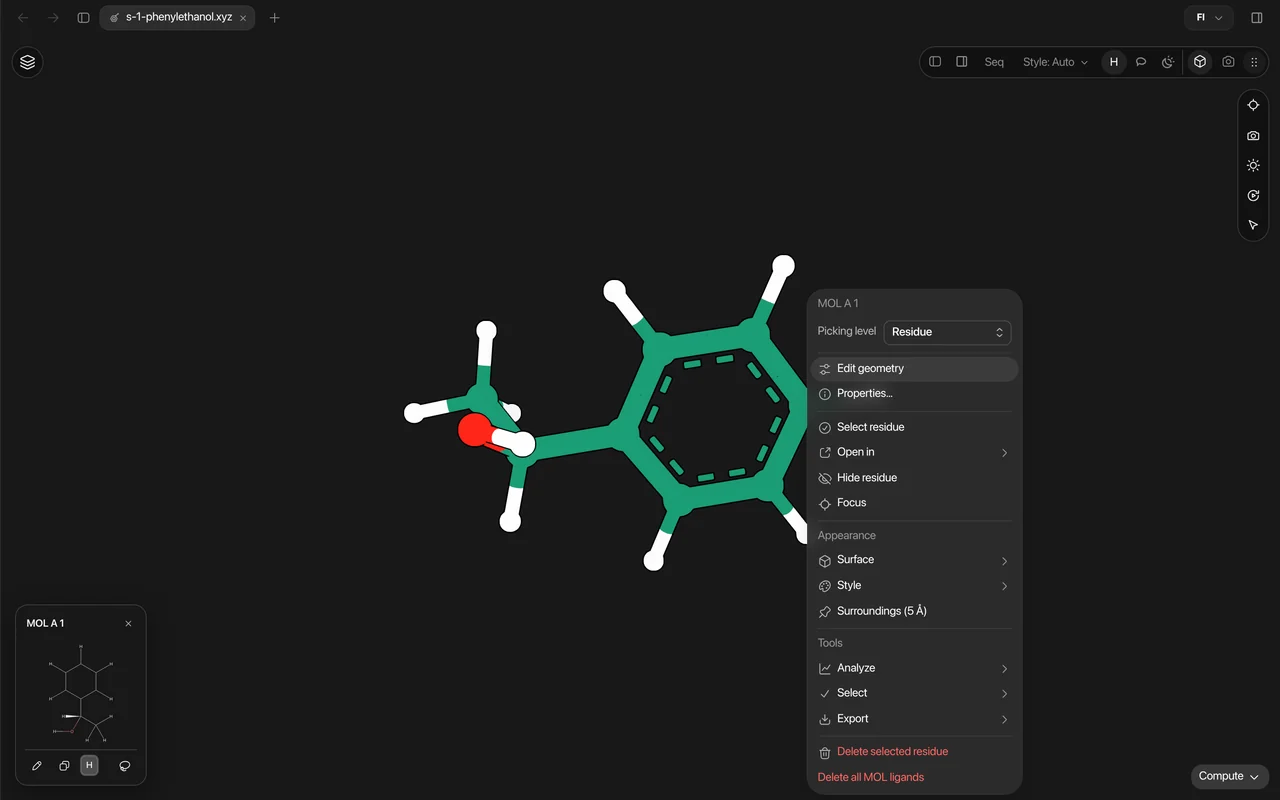 s-1-phenylethanol.xyz
FI
Seq
Style: Auto
H
MOL A 1
Picking level
Residue
Edit geometry
Properties...
Select residue
Open in
Hide residue
Focus
Appearance
Surface
Style
Surroundings (5 Å)
Tools
Analyze
Select
Export
Delete selected residue
Delete all MOL ligands
MOL A 1
H
H H
H H
H H
H
H H
H
Compute